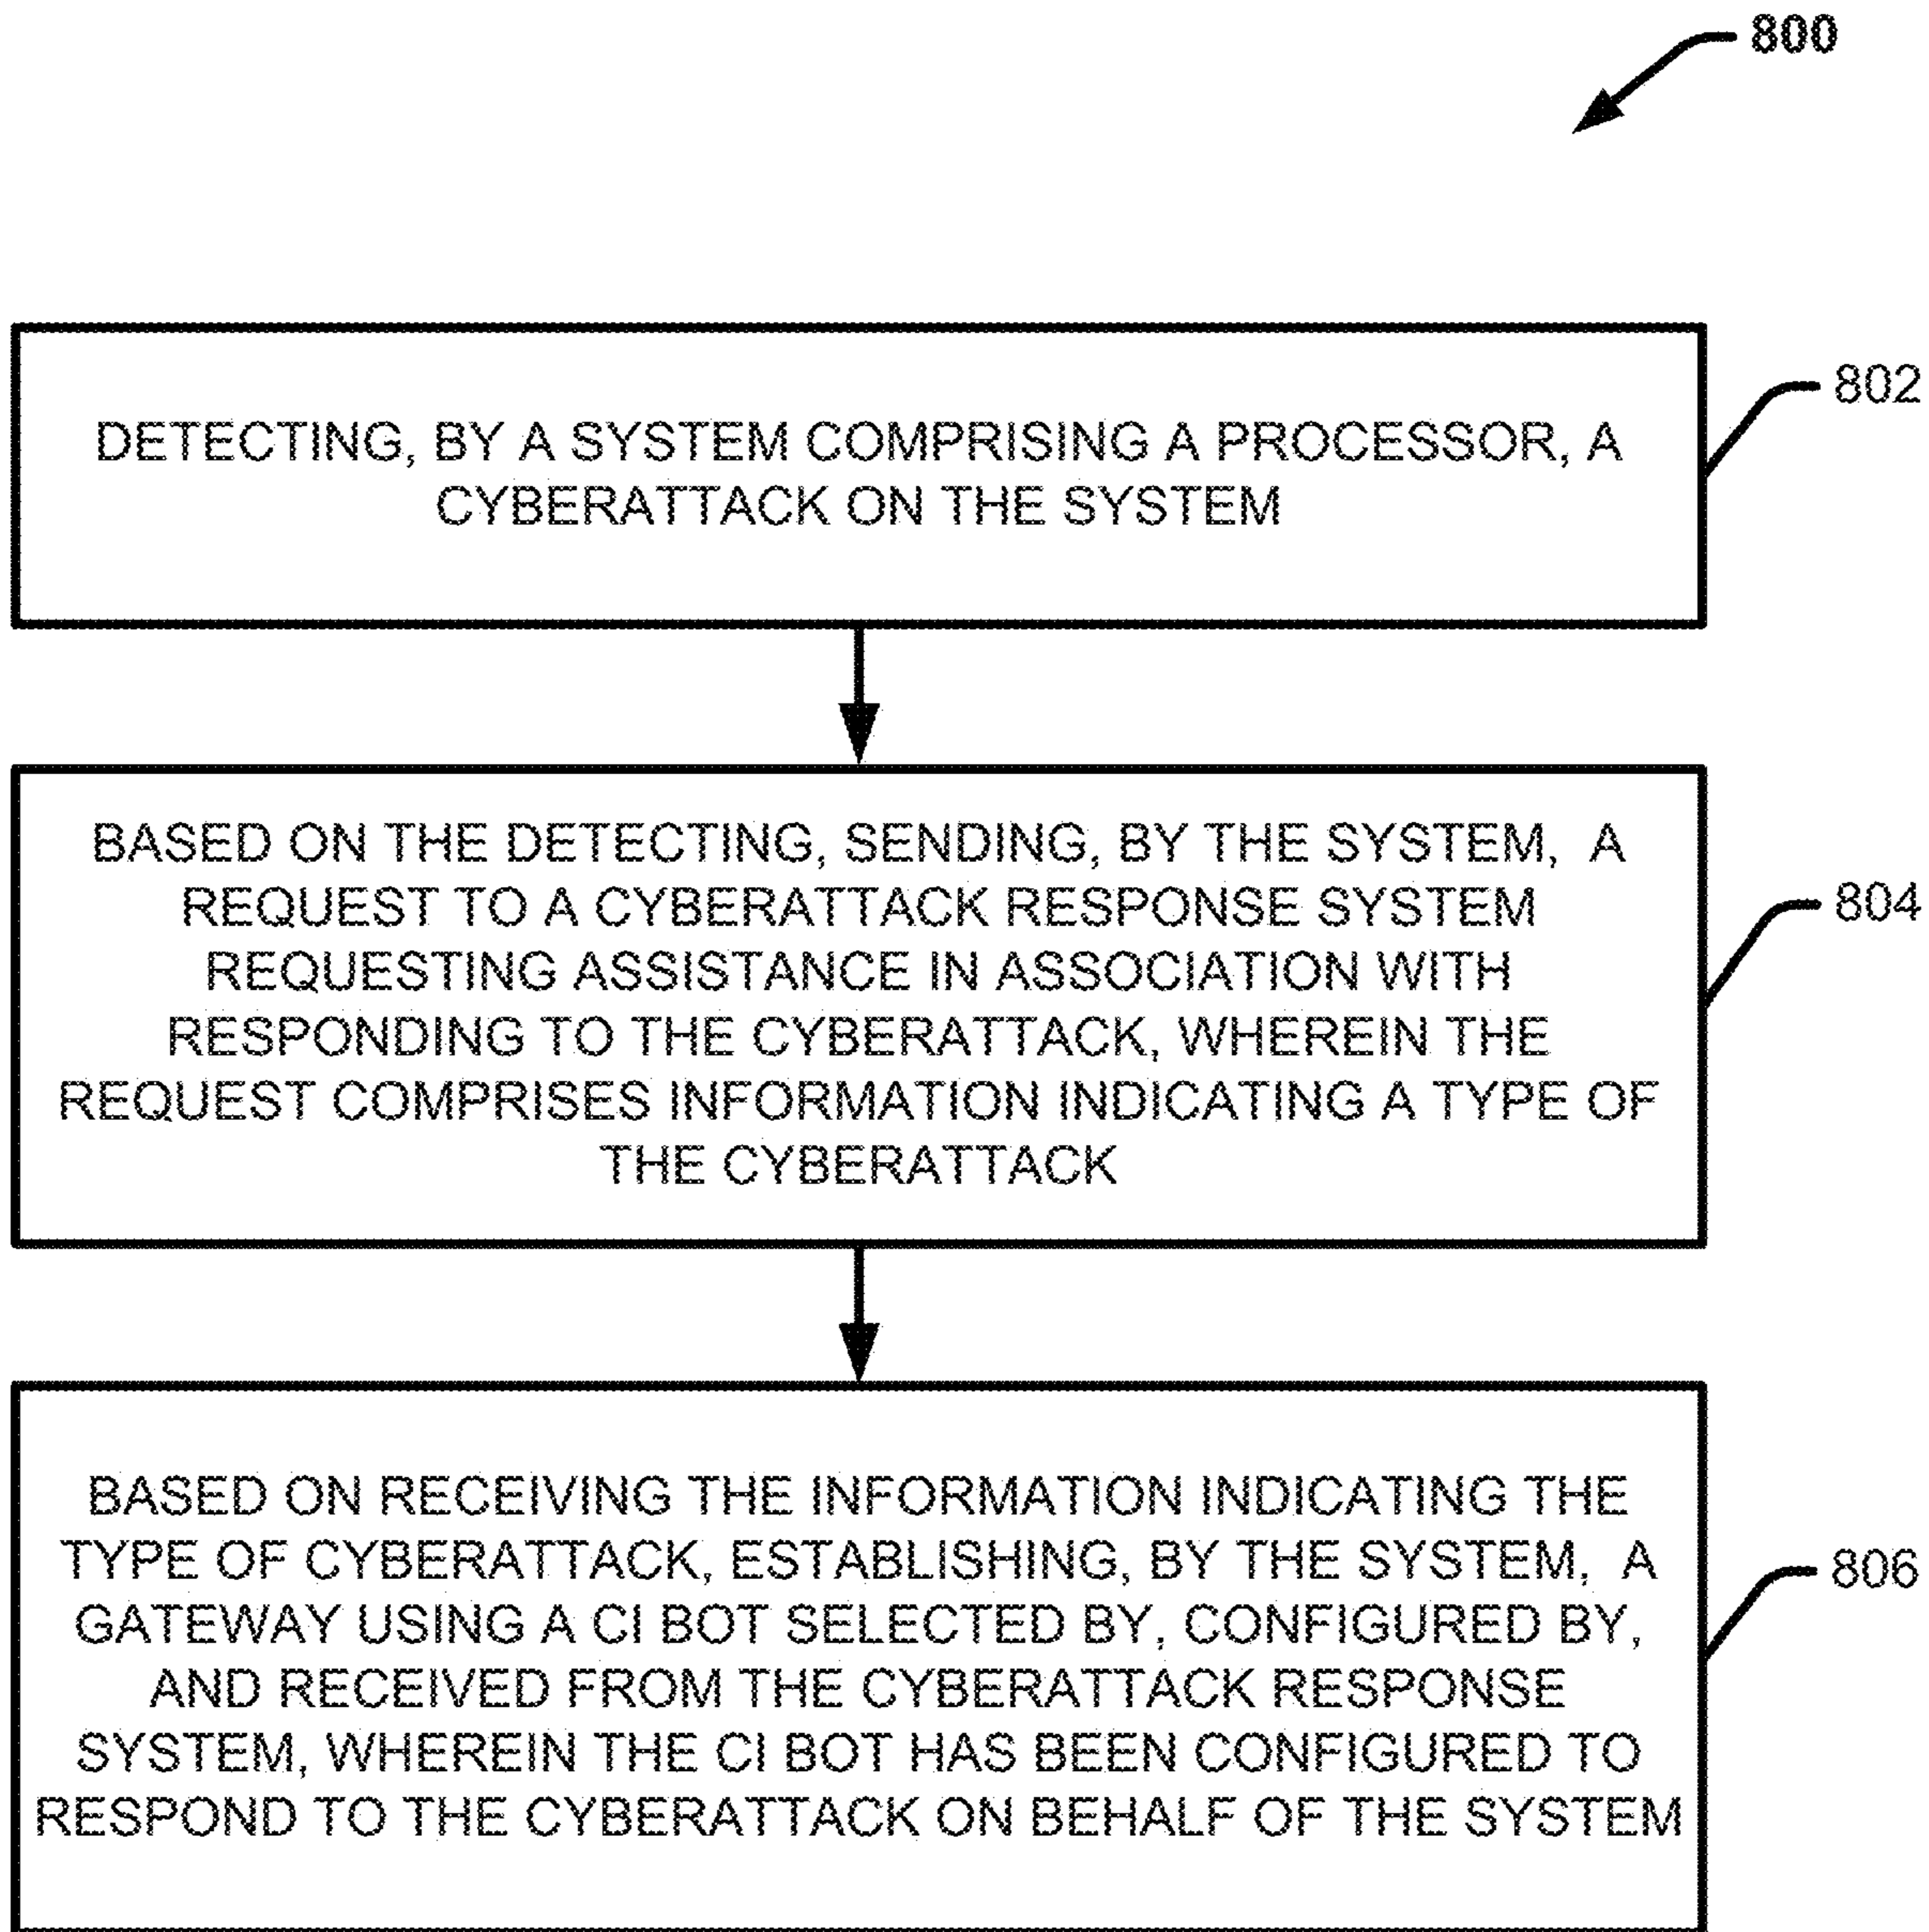 800
802
DETECTING, BY A SYSTEM COMPRISING A PROCESSOR, A
CYBERATTACK ON THE SYSTEM
804
BASED ON THE DETECTING, SENDING, BY THE SYSTEM, A
REQUEST TO A CYBERATTACK RESPONSE SYSTEM
REQUESTING ASSISTANCE IN ASSOCIATION WITH
RESPONDING TO THE CYBERATTACK, WHEREIN THE
REQUEST COMPRISES INFORMATION INDICATING A TYPE OF
THE CYBERATTACK
806
BASED ON RECEIVING THE INFORMATION INDICATING THE
TYPE OF CYBERATTACK, ESTABLISHING, BY THE SYSTEM, A
GATEWAY USING A CI BOT SELECTED BY, CONFIGURED BY,
AND RECEIVED FROM THE CYBERATTACK RESPONSE
SYSTEM, WHEREIN THE CI BOT HAS BEEN CONFIGURED TO
RESPOND TO THE CYBERATTACK ON BEHALF OF THE SYSTEM